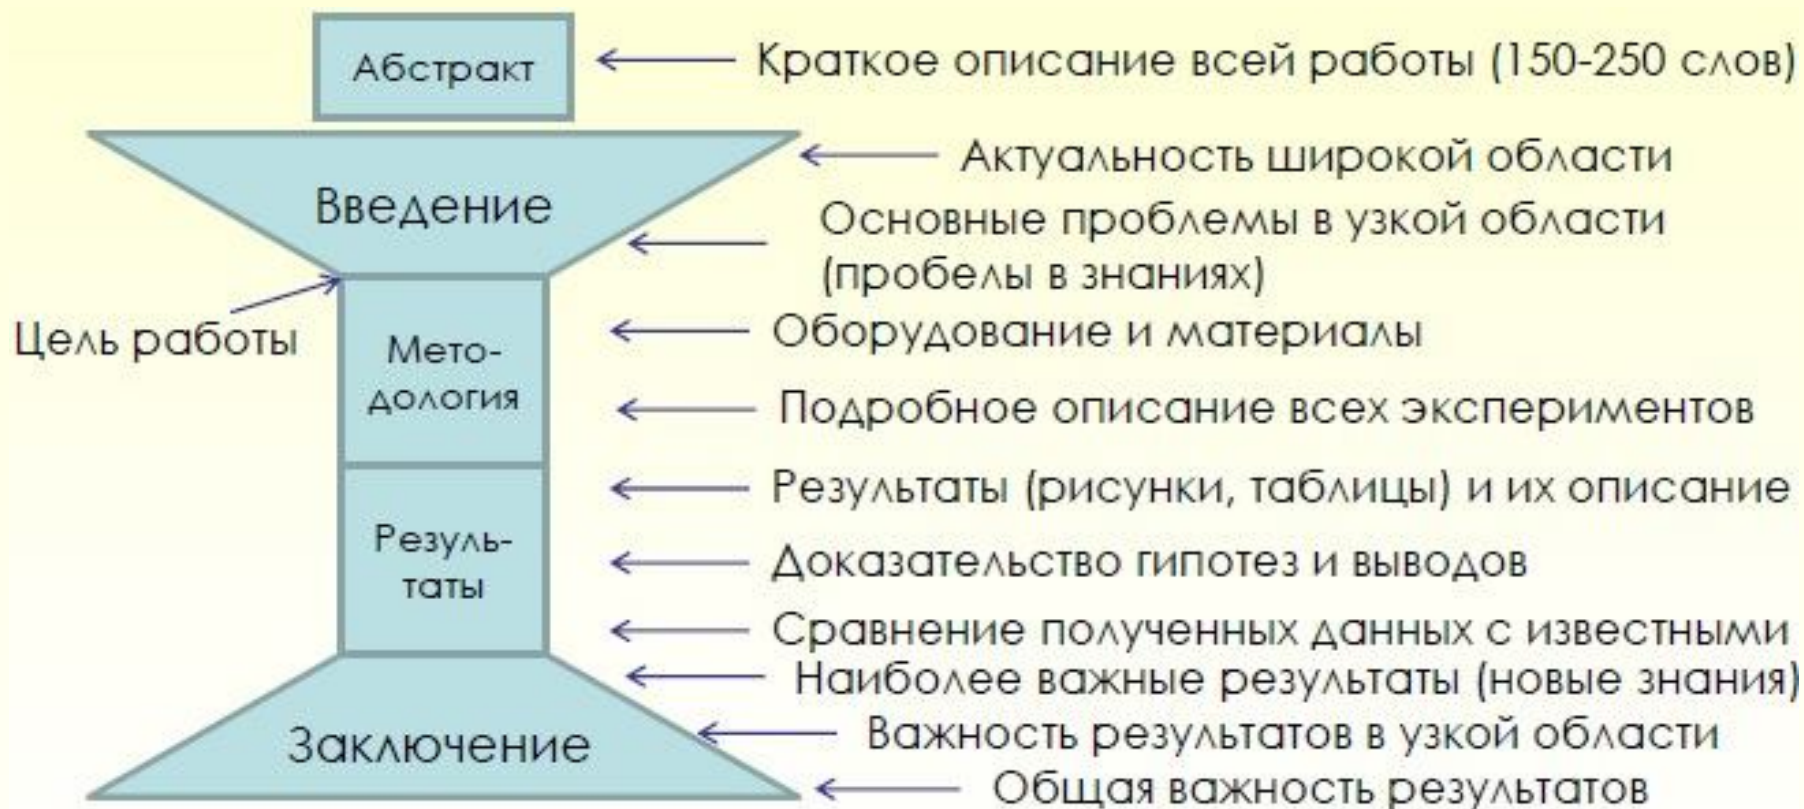 Абстракт
Краткое описание всей работы (150-250 слов)
Введение
Актуальность широкой области
Основные проблемы в узкой области
(пробелы в знаниях)
Цель работы
Мето-
дология
Оборудование и материалы
Подробное описание всех экспериментов
Резуль-
таты
Результаты (рисунки, таблицы) и их описание
Доказательство гипотез и выводов
Сравнение полученных данных с известными
Заключение
Наиболее важные результаты (новые знания)
Важность результатов в узкой области
Общая важность результатов